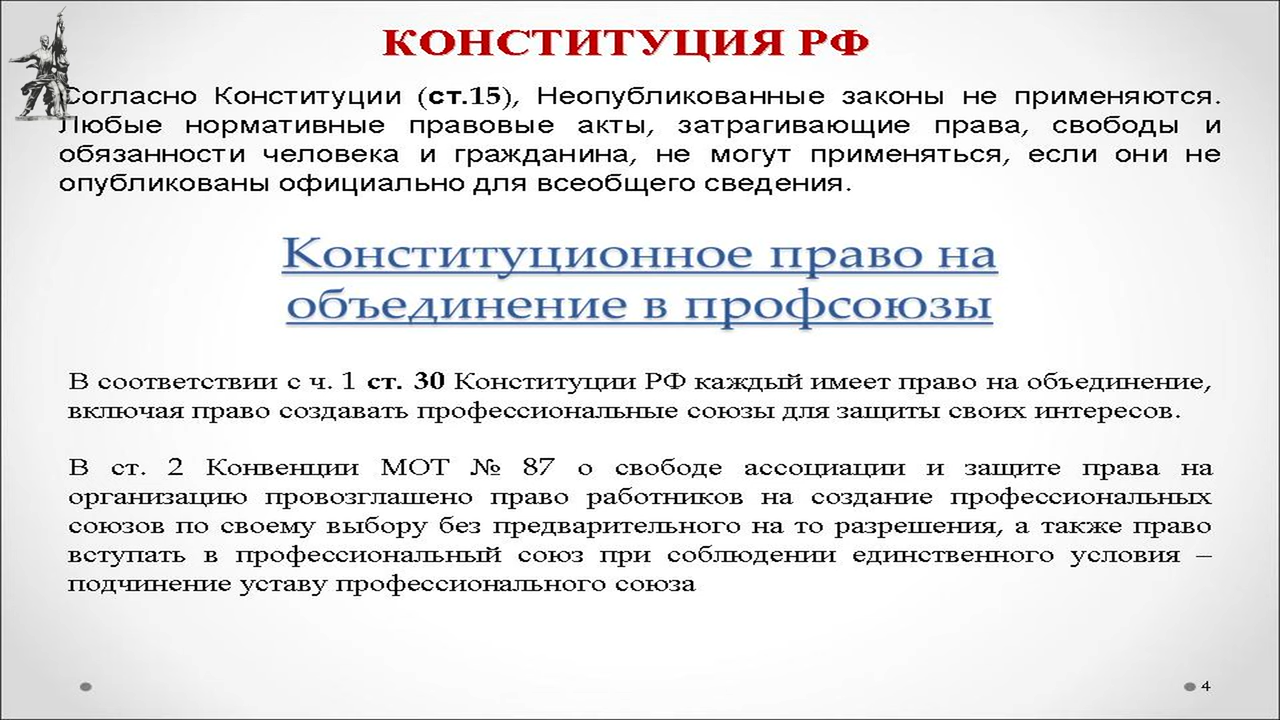 КОНСТИТУЦИЯ РФ
Согласно Конституции (ст.15), Неопубликованные законы не применяются.
Любые нормативные правовые акты, затрагивающие права, свободы и
обязанности человека и гражданина, не могут применяться, если они не
опубликованы официально для всеобщего сведения.
Конституционное право на
объединение в профсоюзы
В соответствии с ч. 1 ст. 30 Конституции РФ каждый имеет право на объединение,
включая право создавать профессиональные союзы для защиты своих интересов.
В ст. 2 Конвенции МОТ № 87 о свободе ассоциации и защите права на
организацию провозглашено право работников на создание профессиональных
союзов по своему выбору без предварительного на то разрешения, а также право
вступать в профессиональный союз при соблюдении единственного условия –
подчинение уставу профессионального союза
4